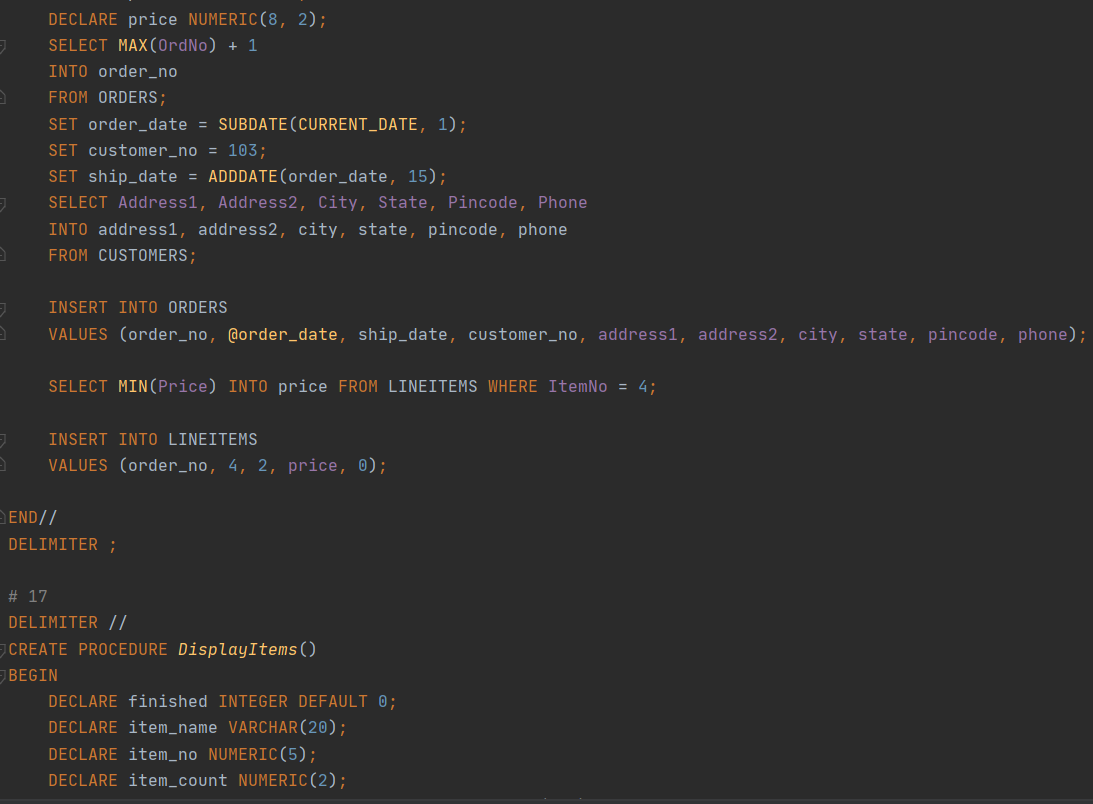 DECLARE price NUMERIC(8, 2);
SELECT MAX(OrdNo) + 1
INTO order_no
FROM ORDERS;
SET order_date = SUBDATE(CURRENT_DATE, 1);
SET customer_no = 103;
SET ship_date = ADDDATE(order_date, 15);
SELECT Address1, Address2, City, State, Pincode, Phone
INTO address1, address2, city, state, pincode, phone
FROM CUSTOMERS;
INSERT INTO ORDERS
VALUES (order_no, @order_date, ship_date, customer_no, address1, address2, city, state, pincode, phone);
SELECT MIN(Price) INTO price FROM LINEITEMS WHERE ItemNo = 4;
INSERT INTO LINEITEMS
VALUES (order_no, 4, 2, price, 0);
END//
DELIMITER ;
# 17
DELIMITER //
CREATE PROCEDURE DisplayItems()
BEGIN
DECLARE finished INTEGER DEFAULT 0;
DECLARE item_name VARCHAR(20);
DECLARE item_no NUMERIC(5);
DECLARE item_count NUMERIC(2);